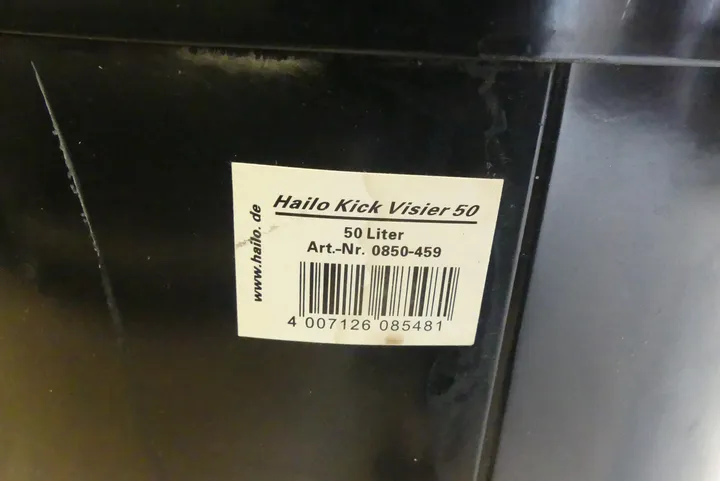 www.hailo.de
Hailo Kick Visier 50
50 Liter
Art.-Nr. 0850-459
4 007126 085481